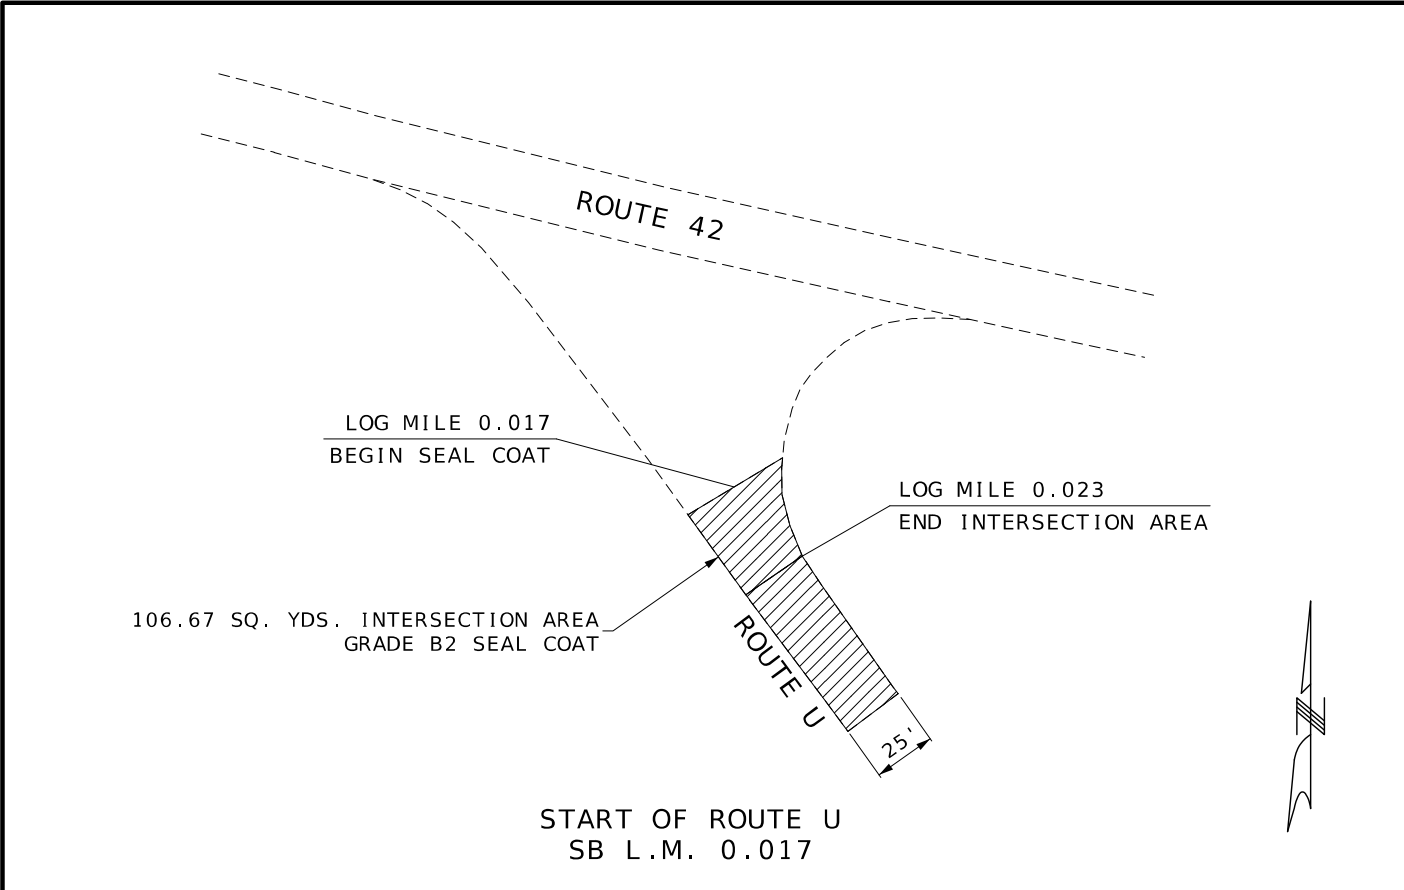 ROUTE 42
LOG MILE 0.017
BEGIN SEAL COAT
LOG MILE 0.023
END INTERSECTION AREA
106.67 SQ. YDS. INTERSECTION AREA
GRADE B2 SEAL COAT
ROUTE U
25'
N
START OF ROUTE U
SB L.M. 0.017